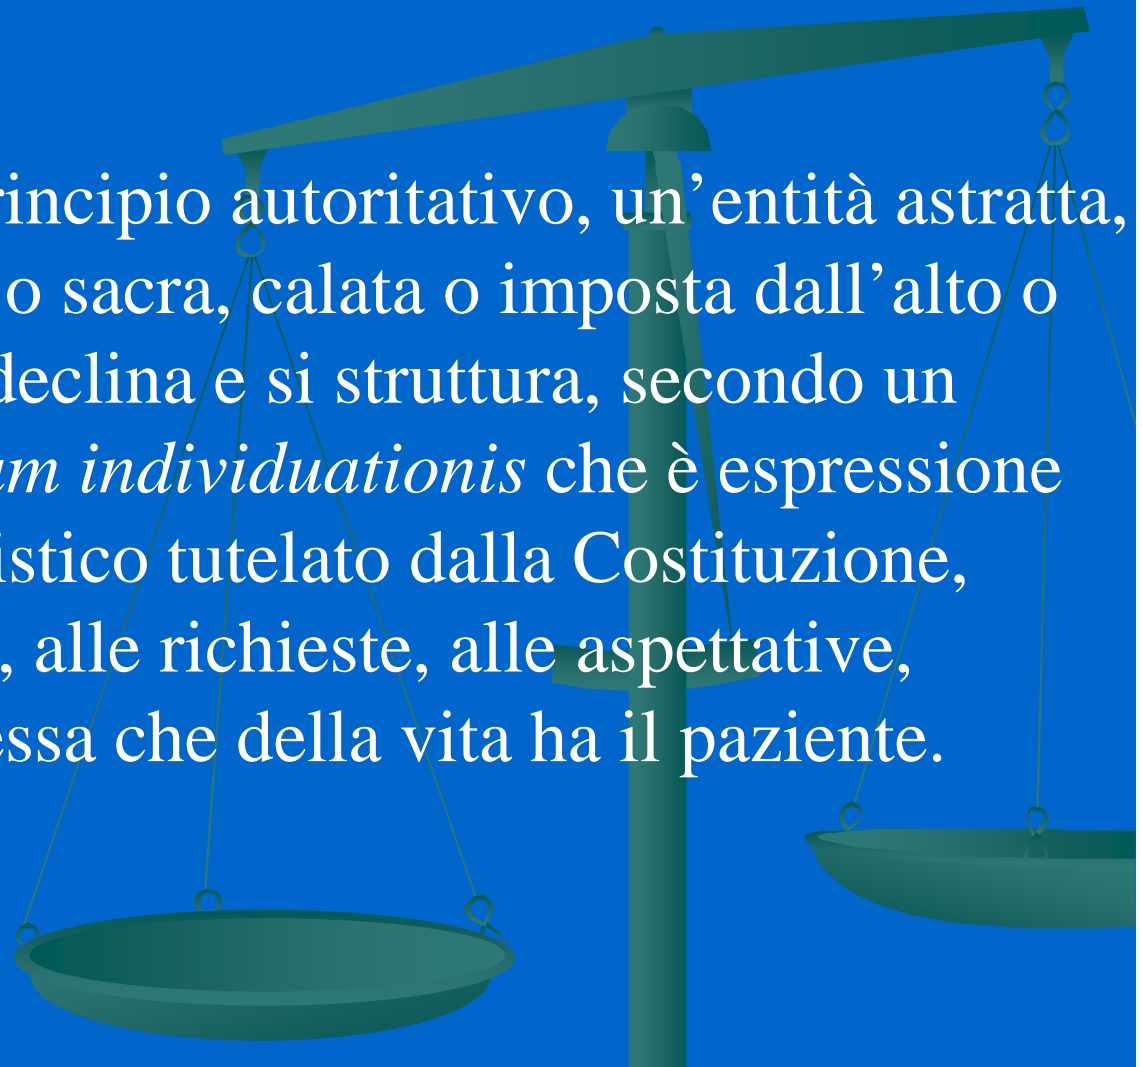 rincipio autoritativo, un’entità astratta,
o sacra, calata o imposta dall’alto o
declina e si struttura, secondo un
um individuationis che è espressione
istico tutelato dalla Costituzione,
, alle richieste, alle aspettative,
essa che della vita ha il paziente.